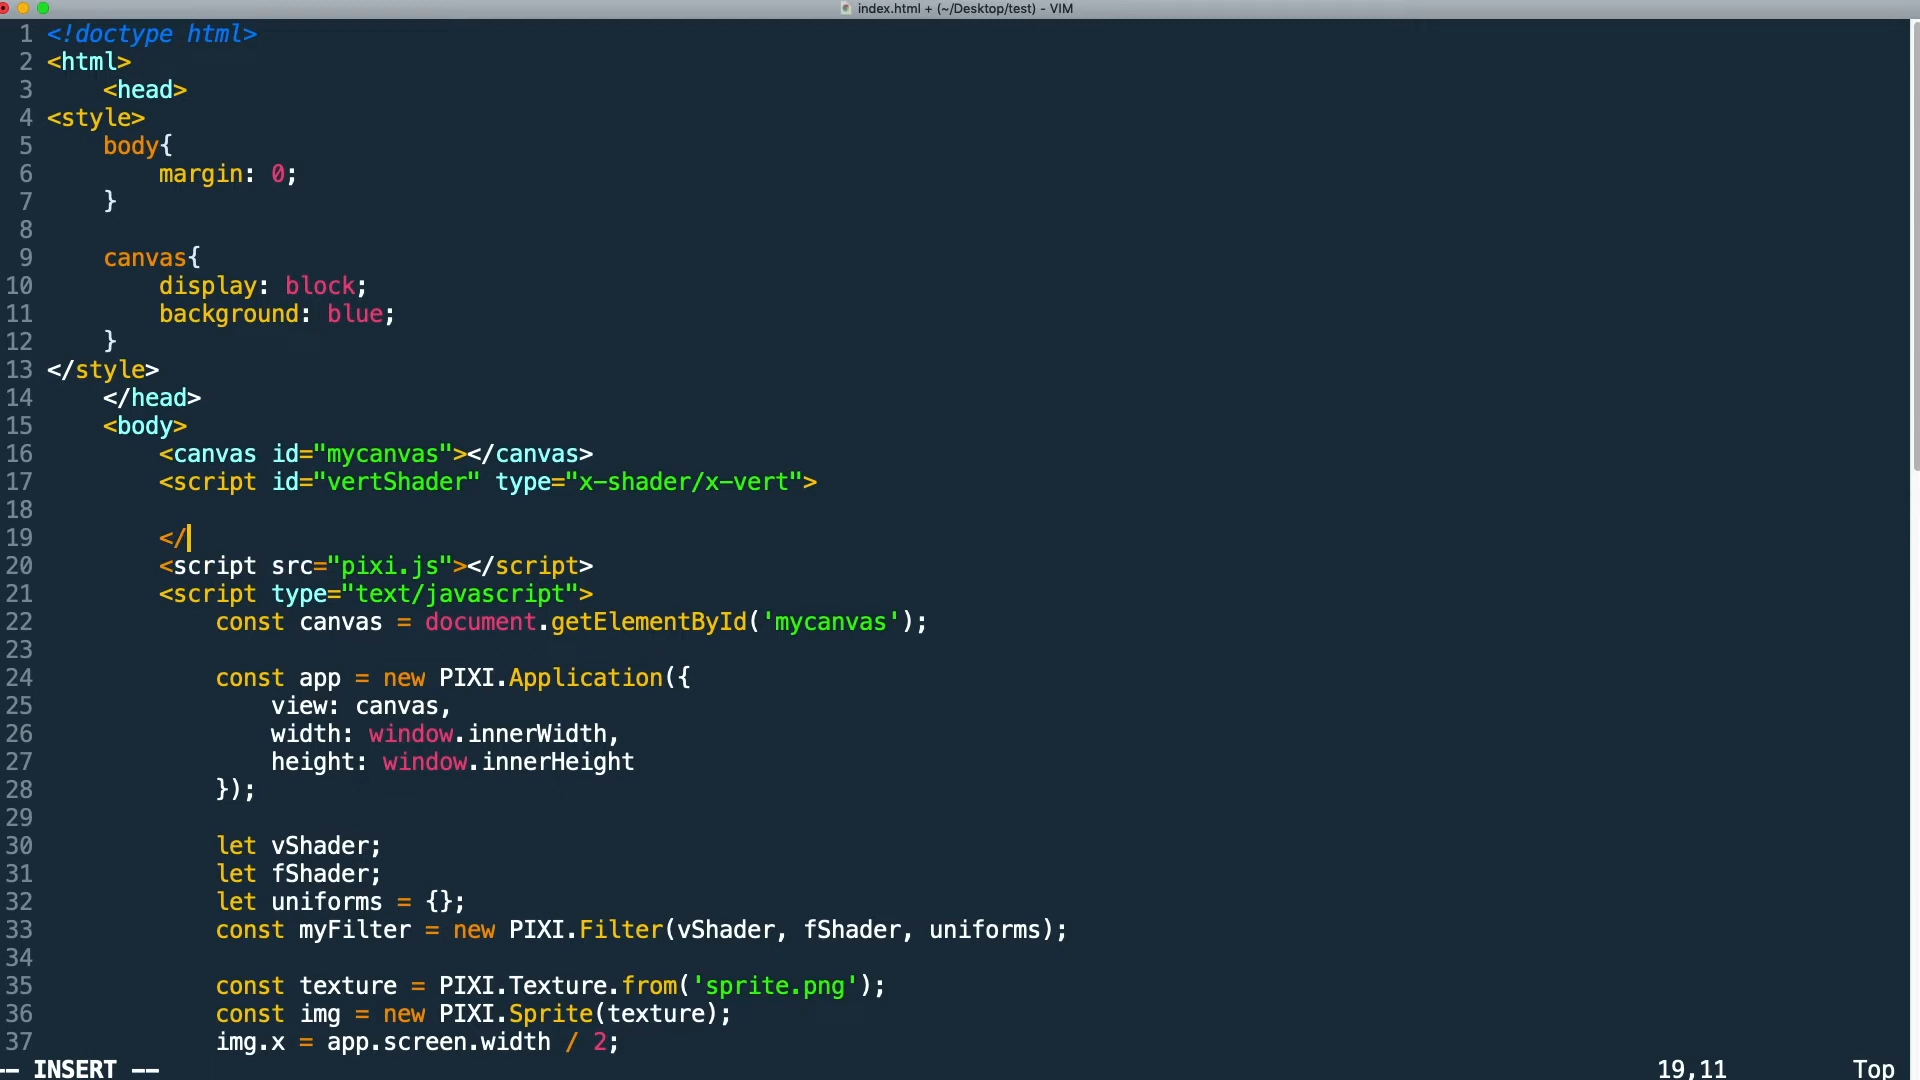 index.html + (~/Desktop/test) - VIM
1 <!doctype html>
2 <html>
3     <head>
4 <style>
5     body{
6         margin: 0;
7     }
8
9     canvas{
10         display: block;
11         background: blue;
12     }
13 </style>
14     </head>
15     <body>
16         <canvas id="mycanvas"></canvas>
17         <script id="vertShader" type="x-shader/x-vert">
18
19         </
20         <script src="pixi.js"></script>
21         <script type="text/javascript">
22             const canvas = document.getElementById('mycanvas');
23
24             const app = new PIXI.Application({
25                 view: canvas,
26                 width: window.innerWidth,
27                 height: window.innerHeight
28             });
29
30             let vShader;
31             let fShader;
32             let uniforms = {};
33             const myFilter = new PIXI.Filter(vShader, fShader, uniforms);
34
35             const texture = PIXI.Texture.from('sprite.png');
36             const img = new PIXI.Sprite(texture);
37             img.x = app.screen.width / 2;
-- INSERT -- 19,11 Top